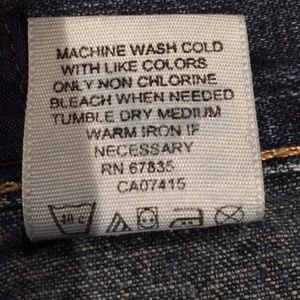 MACHINE WASH COLD
WITH LIKE COLORS
ONLY NON CHLORINE
BLEACH WHEN NEEDED
TUMBLE DRY MEDIUM
WARM IRON IF
NECESSARY
RN 67835
CA07415
40 c